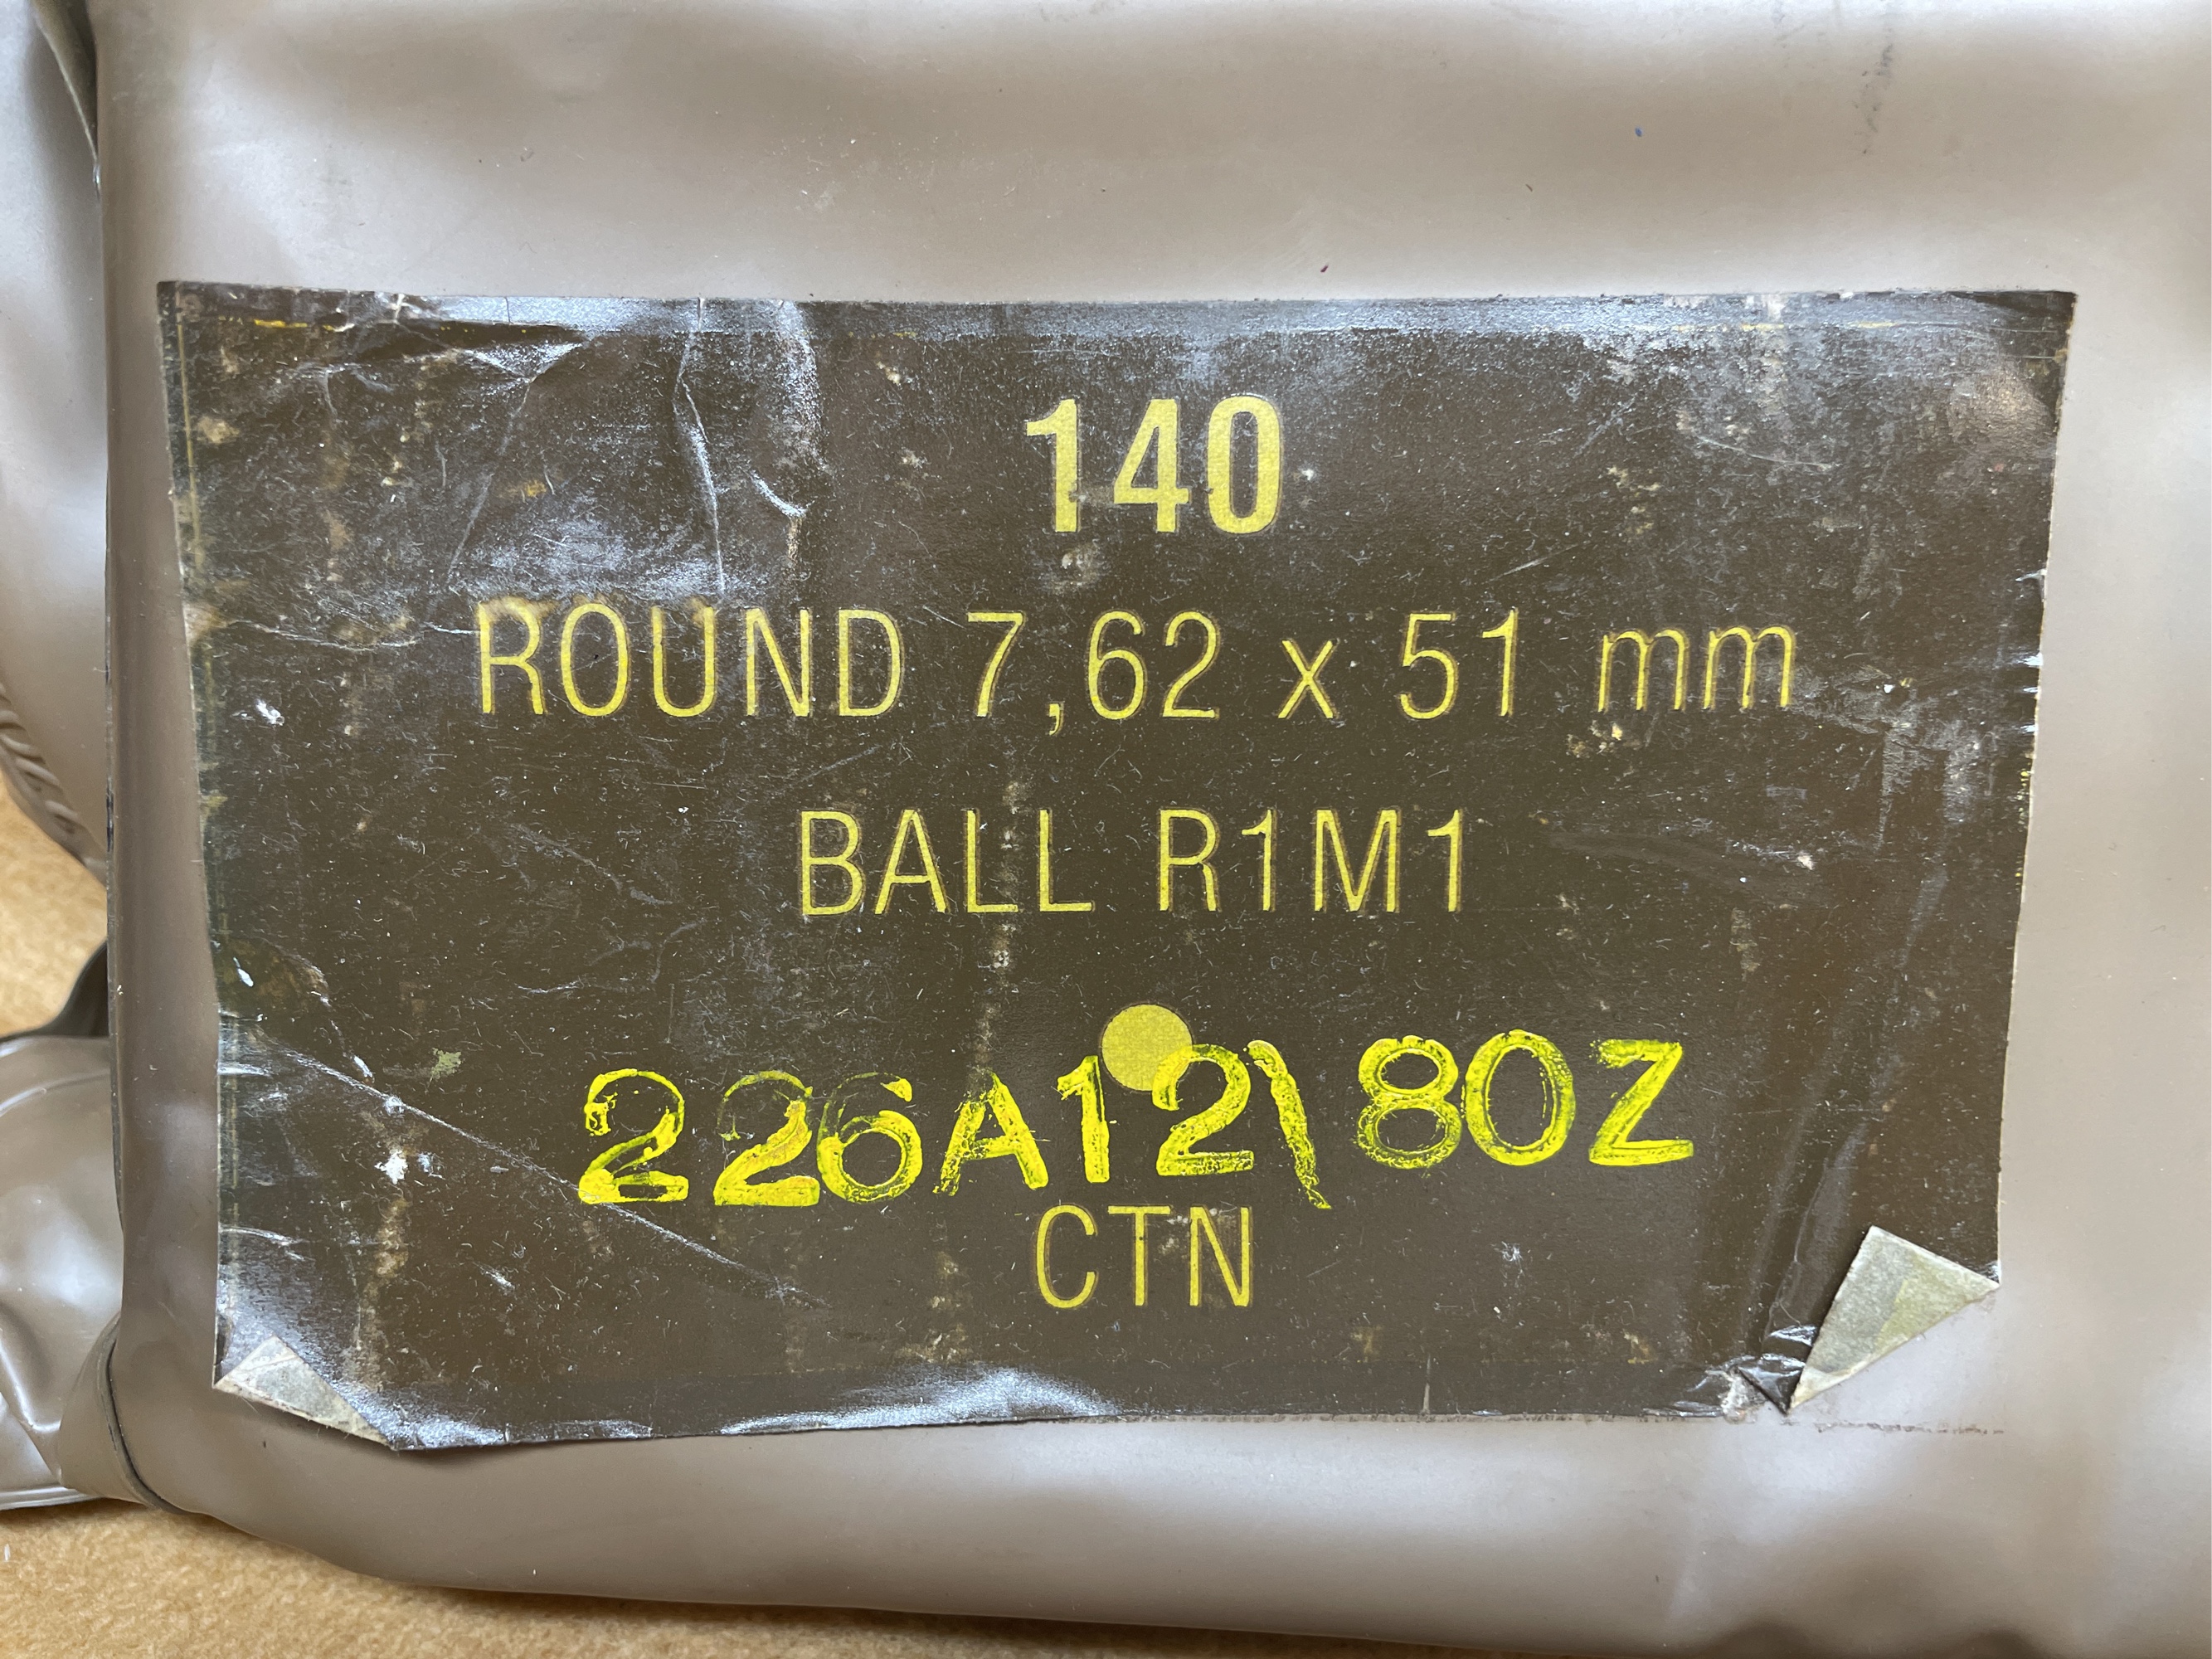 140
ROUND 7,62 x 51 mm
BALL R1M1
226A12\80Z
CTN